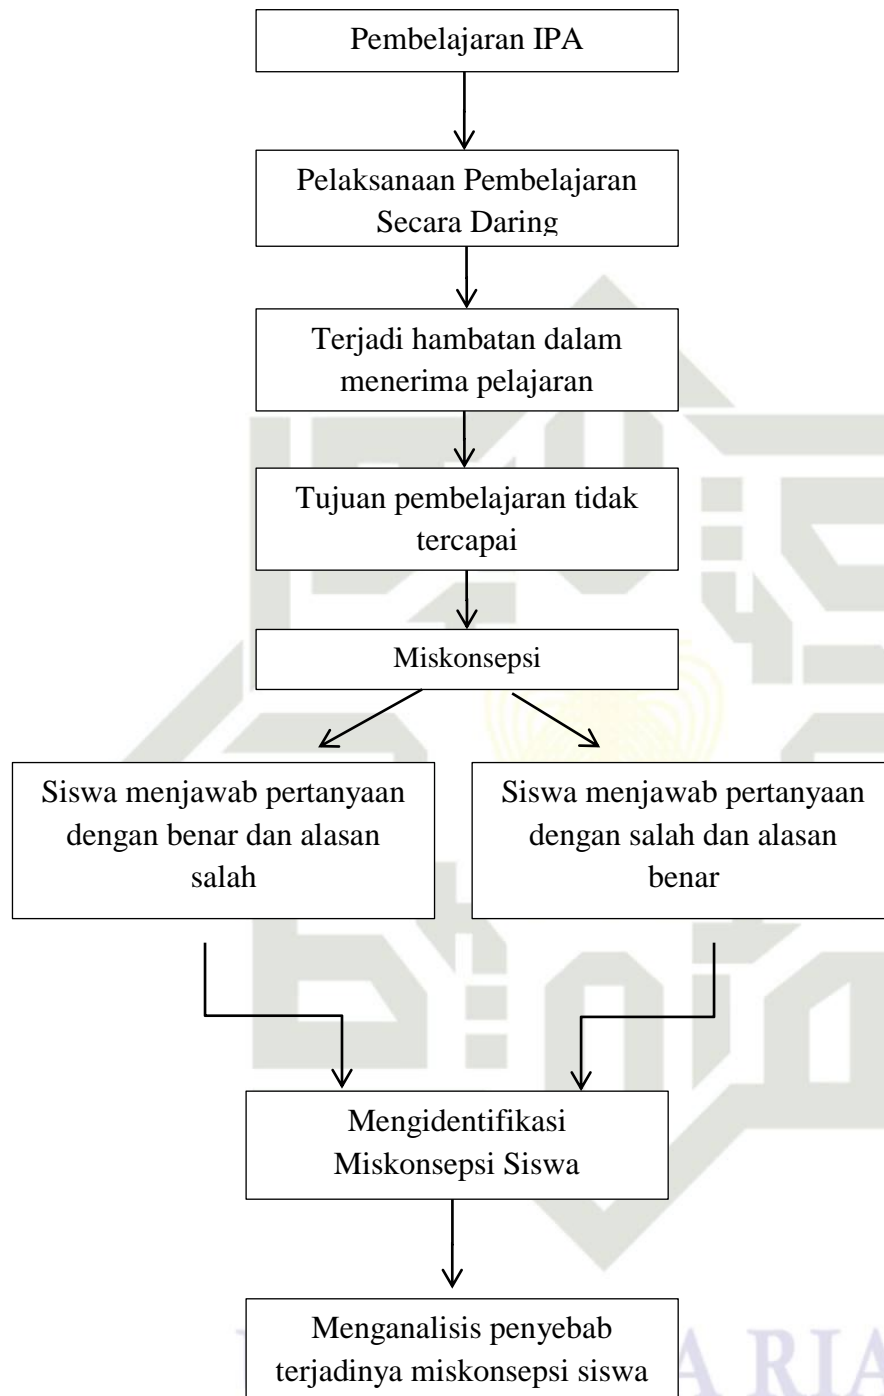 Pembelajaran IPA
Pelaksanaan Pembelajaran
Secara Daring
Terjadi hambatan dalam
menerima pelajaran
Tujuan pembelajaran tidak
tercapai
Miskonsepsi
Siswa menjawab pertanyaan
dengan benar dan alasan
salah
Siswa menjawab pertanyaan
dengan salah dan alasan
benar
Mengidentifikasi
Miskonsepsi Siswa
Menganalisis penyebab
terjadinya miskonsepsi siswa